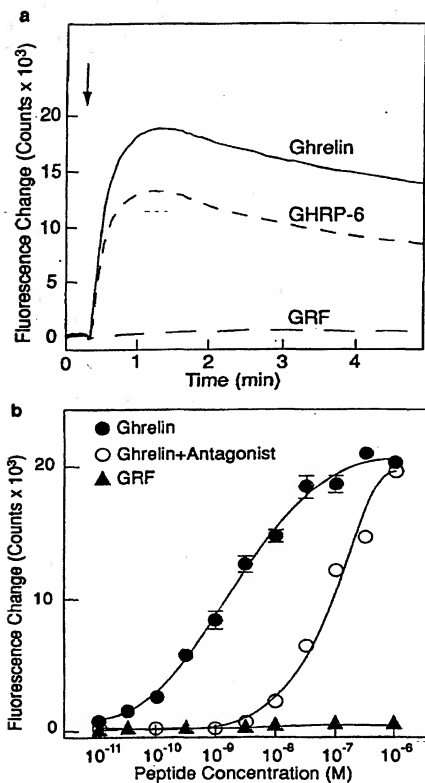 a
Fluorescence Change (Counts x 10³)
20
15
10
5
0
Ghrelin
GHRP-6
GRF
0 1 2 3 4
Time (min)
b
Fluorescence Change (Counts x 10³)
Ghrelin
Ghrelin+Antagonist
GRF
20
10
0
10⁻¹¹ 10⁻¹⁰ 10⁻⁹ 10⁻⁸ 10⁻⁷ 10⁻⁶
Peptide Concentration (M)